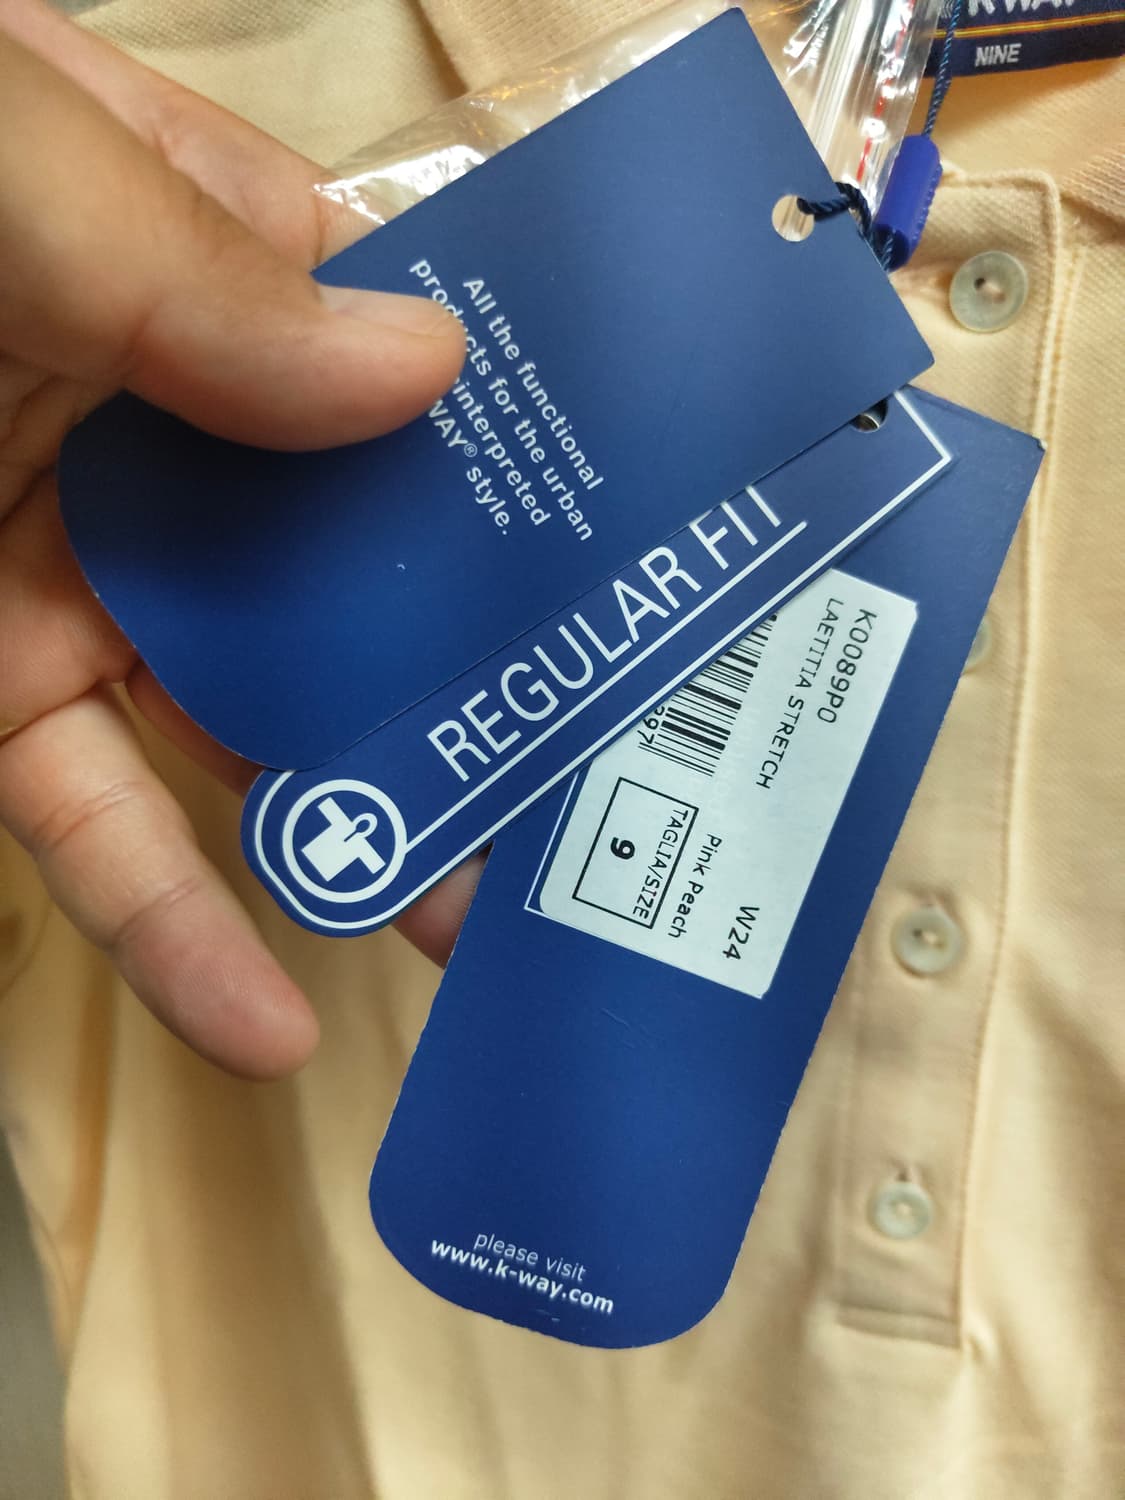 K-WAY
NINE
All the functional
products for the urban
interpreted
WAY® style.
REGULAR FIT
K0089P0
LAETITIA STRETCH
W24
Pink Peach
TAGLIA/SIZE
9
please visit
www.k-way.com